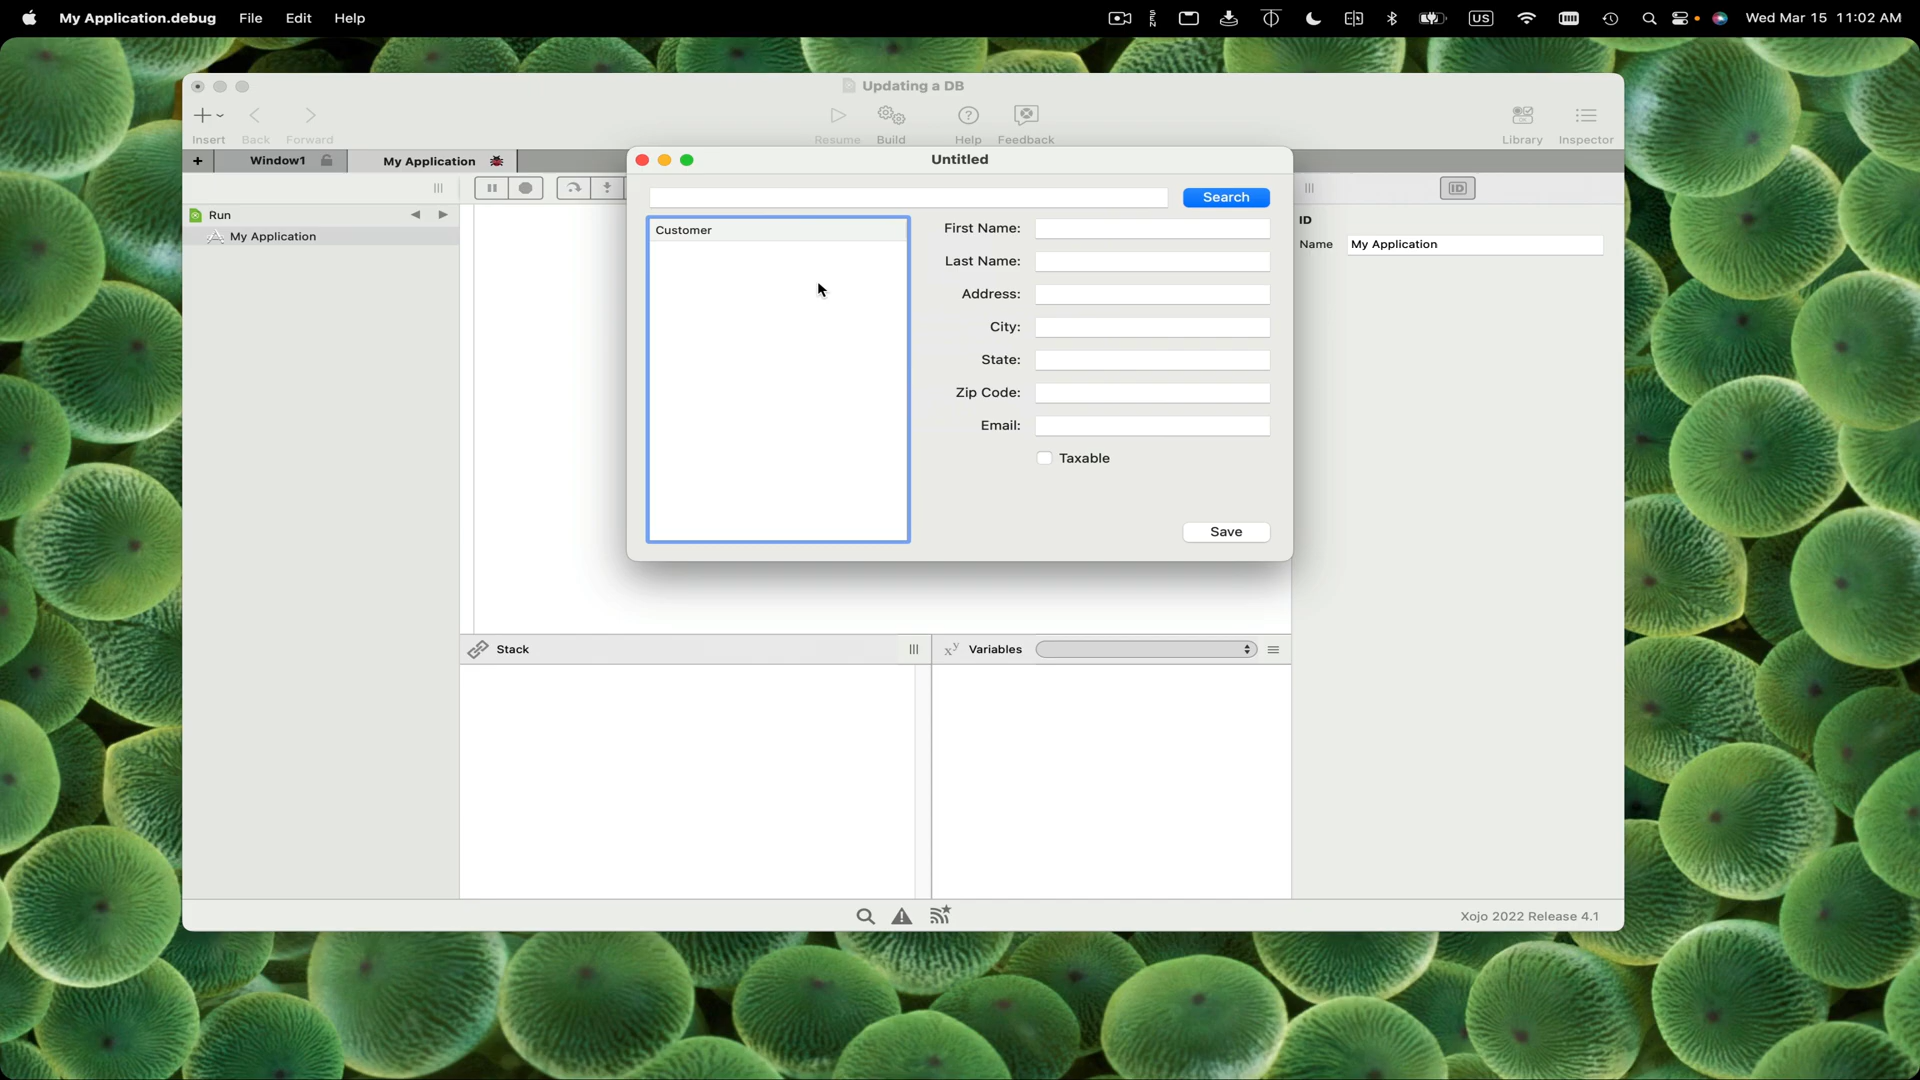 My Application.debug File Edit Help
US Wed Mar 15 11:02 AM
Updating a DB
Insert Back Forward Resume Build Help Feedback Library Inspector
Window1 My Application
Untitled
Search
ID
Run
My Application
ID
Name My Application
Customer
First Name:
Last Name:
Address:
City:
State:
Zip Code:
Email:
Taxable
Save
Stack
Variables
Xojo 2022 Release 4.1